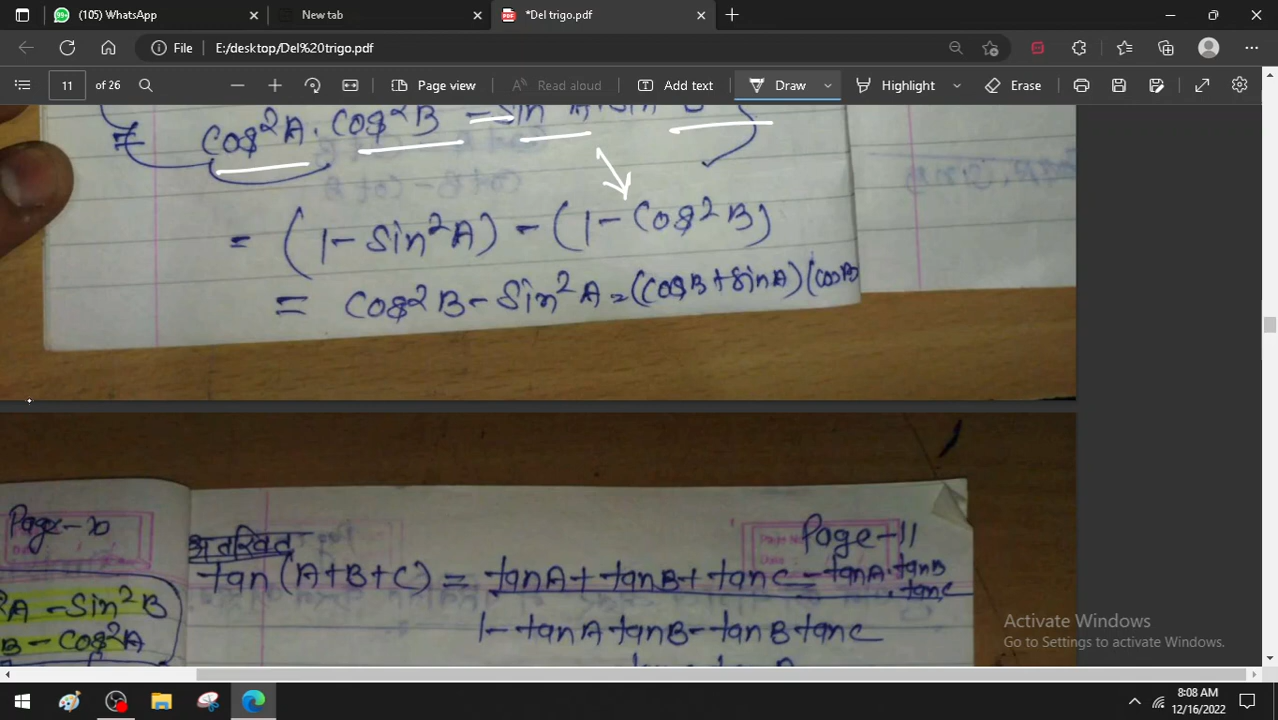 (105) WhatsApp
New tab
*Del trigo.pdf
File E:/desktop/Del%20trigo.pdf
11 of 26
Page view
Read aloud
Add text
Draw
Highlight
Erase
cos²A. cos²B - sin A. sin B
= (1- sin²A) - (1- cos²B)
= cos²B - sin²A = (cosB + sinA) (cosB
Page-10
Page-11
tan (A+B+C) = tanA + tanB + tanC - tanA. tanB
. tanC
1- tanA tanB - tanB tanC
²A - Sin²B
B - cos²A
Activate Windows
Go to Settings to activate Windows.
8:08 AM
12/16/2022